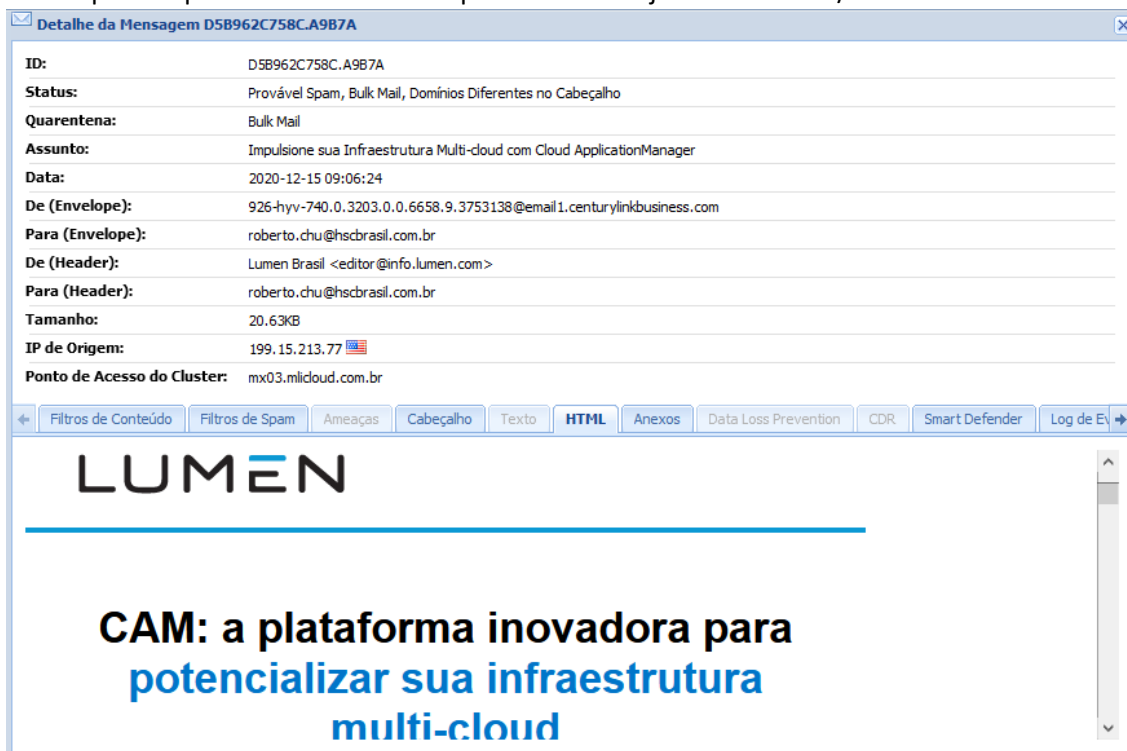 Detalhe da Mensagem D5B962C758C.A9B7A
ID: D5B962C758C.A9B7A
Status: Provável Spam, Bulk Mail, Domínios Diferentes no Cabeçalho
Quarentena: Bulk Mail
Assunto: Impulsione sua Infraestrutura Multi-cloud com Cloud ApplicationManager
Data: 2020-12-15 09:06:24
De (Envelope): 926-hyv-740.0.3203.0.0.6658.9.3753138@email1.centurylinkbusiness.com
Para (Envelope): roberto.chu@hscbrasil.com.br
De (Header): Lumen Brasil <editor@info.lumen.com>
Para (Header): roberto.chu@hscbrasil.com.br
Tamanho: 20.63KB
IP de Origem: 199.15.213.77
Ponto de Acesso do Cluster: mx03.mlicloud.com.br
Filtros de Conteúdo Filtros de Spam Ameaças Cabeçalho Texto HTML Anexos Data Loss Prevention CDR Smart Defender Log de Ev
LUMEN
CAM: a plataforma inovadora para
potencializar sua infraestrutura
multi-cloud